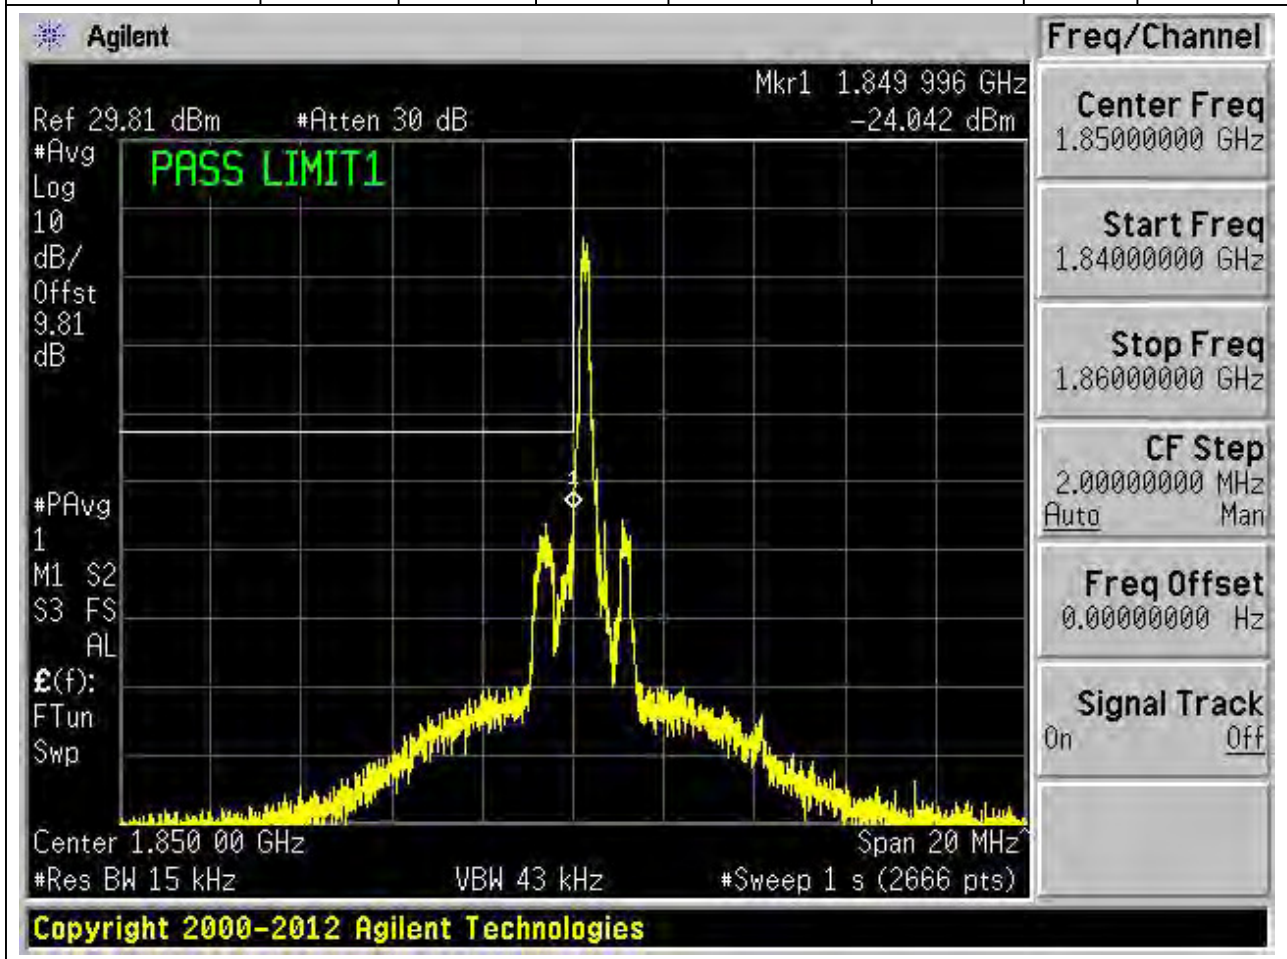 Agilent
Freq/Channel
Mkr1 1.849 996 GHz
Ref 29.81 dBm #Atten 30 dB -24.042 dBm
#Avg
Log
10
dB/
Offst
9.81
dB
PASS LIMIT1
1
#PAvg
1
M1 S2
S3 FS
AL
£(f):
FTun
Swp
Center 1.850 00 GHz Span 20 MHz^
#Res BW 15 kHz VBW 43 kHz #Sweep 1 s (2666 pts)
Copyright 2000-2012 Agilent Technologies
Center Freq
1.85000000 GHz
Start Freq
1.84000000 GHz
Stop Freq
1.86000000 GHz
CF Step
2.00000000 MHz
Auto Man
Freq Offset
0.00000000 Hz
Signal Track
On Off